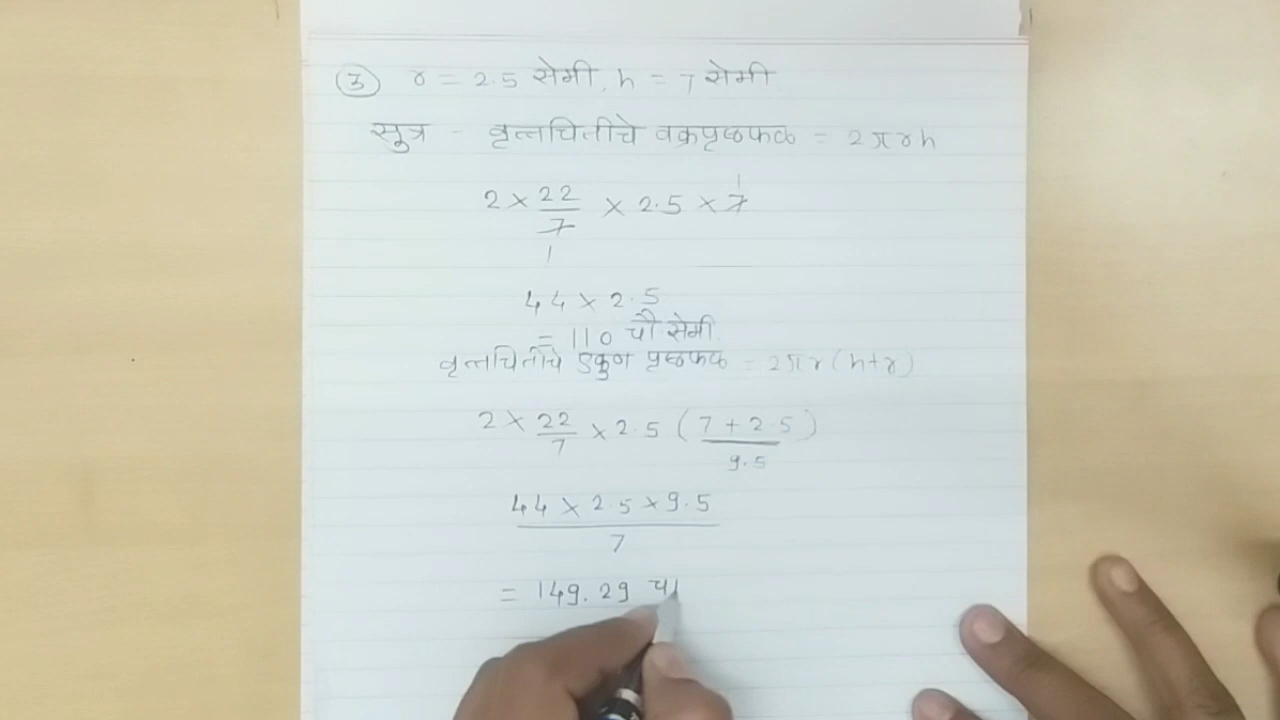 ③ r = 2.5 सेमी, h = 7 सेमी
सूत्र - वृत्तचितीचे वक्रपृष्ठफळ = 2πrh
2 × 22/7 × 2.5 × 7 1
1
44 × 2.5
= 110 चौ सेमी.
वृत्तचितीचे एकुण पृष्ठफळ = 2πr(h+r)
2 × 22/7 × 2.5 (7 + 2.5)
9.5
44 × 2.5 × 9.5
7
= 149.29 चा